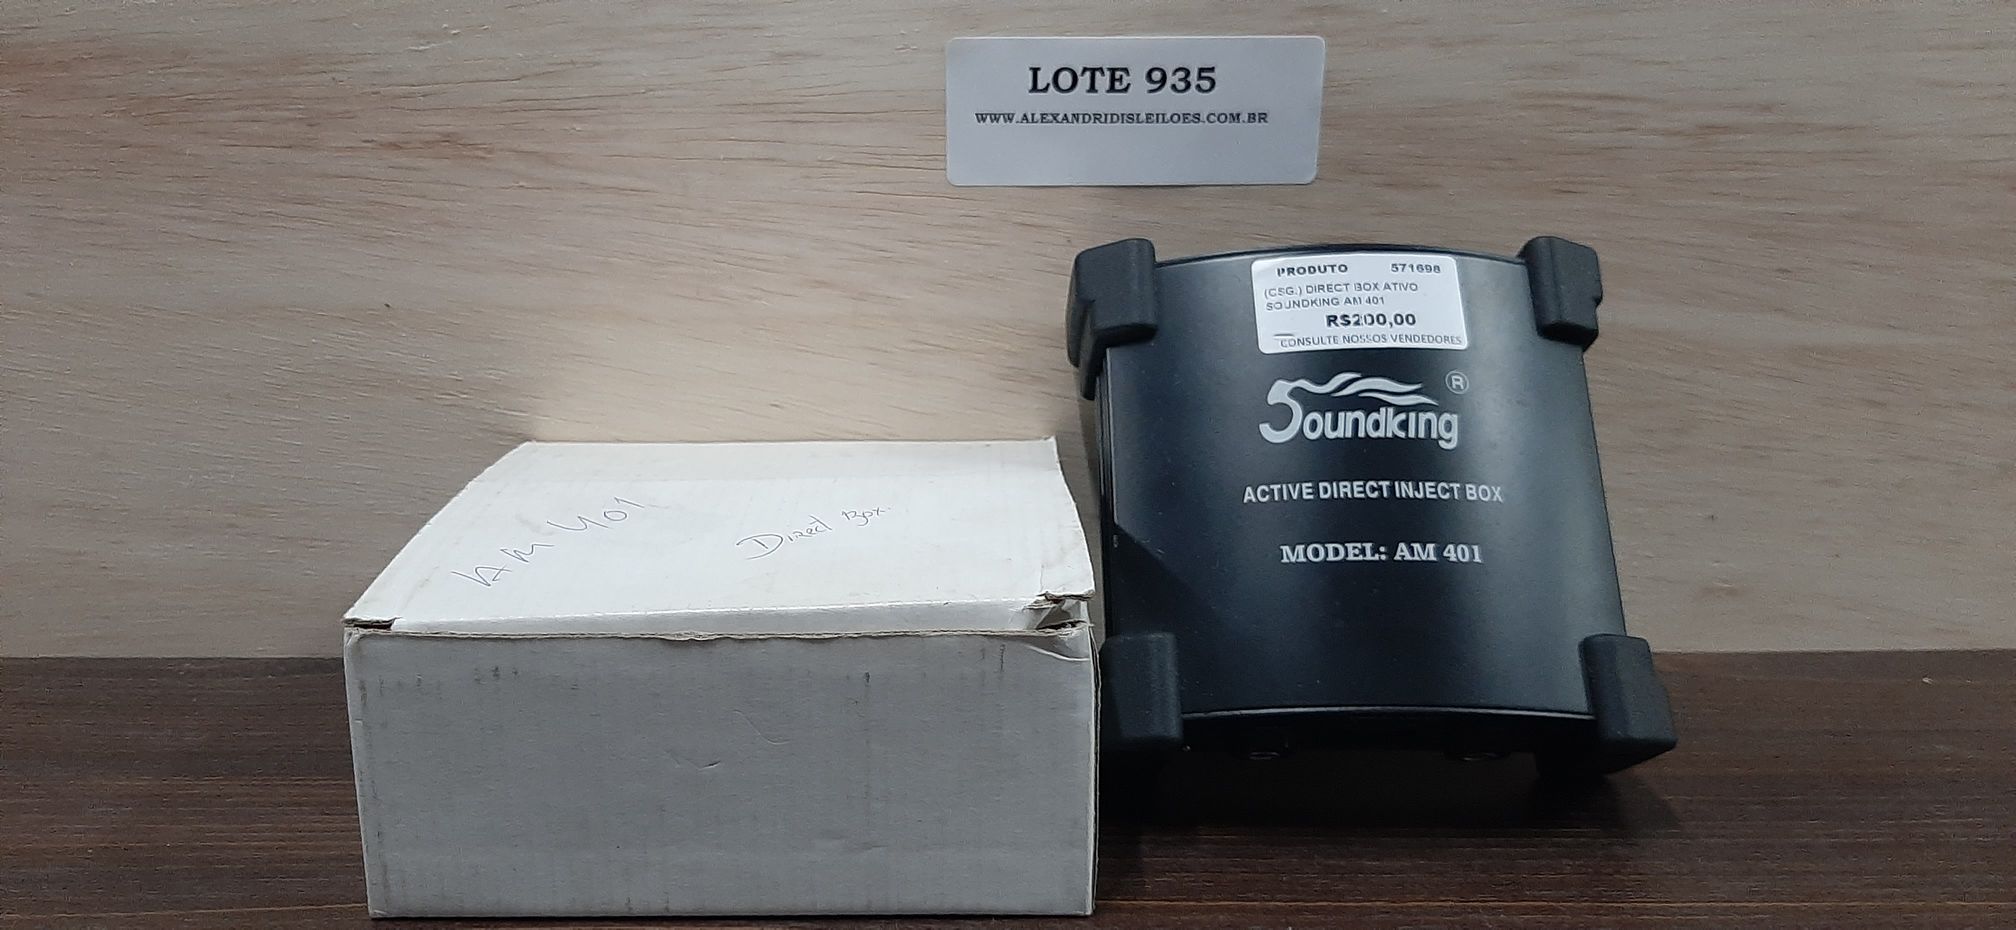 LOTE 935
WWW.ALEXANDRIDISLEILOES.COM.BR
PRODUTO 571698
(CSG.) DIRECT BOX ATIVO
SOUNDKING AM 401
R$200,00
CONSULTE NOSSOS VENDEDORES
Soundking ®
ACTIVE DIRECT INJECT BOX
MODEL: AM 401
AM 401
Direct Box